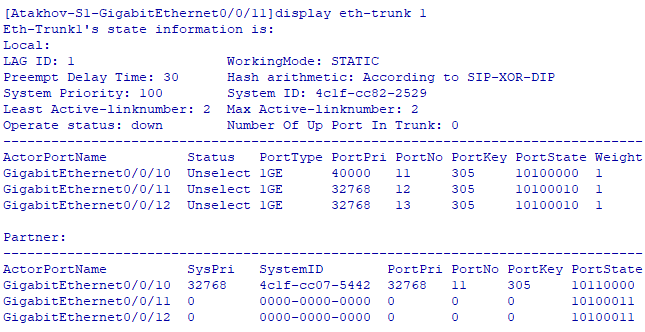 [Atakhov-S1-GigabitEthernet0/0/11]display eth-trunk 1
Eth-Trunk1's state information is:
Local:
LAG ID: 1 WorkingMode: STATIC
Preempt Delay Time: 30 Hash arithmetic: According to SIP-XOR-DIP
System Priority: 100 System ID: 4c1f-cc82-2529
Least Active-linknumber: 2 Max Active-linknumber: 2
Operate status: down Number Of Up Port In Trunk: 0
--------------------------------------------------------------------------------
ActorPortName Status PortType PortPri PortNo PortKey PortState Weight
GigabitEthernet0/0/10 Unselect 1GE 40000 11 305 10100000 1
GigabitEthernet0/0/11 Unselect 1GE 32768 12 305 10100010 1
GigabitEthernet0/0/12 Unselect 1GE 32768 13 305 10100010 1
Partner:
--------------------------------------------------------------------------------
ActorPortName SysPri SystemID PortPri PortNo PortKey PortState
GigabitEthernet0/0/10 32768 4c1f-cc07-5442 32768 11 305 10110000
GigabitEthernet0/0/11 0 0000-0000-0000 0 0 0 10100011
GigabitEthernet0/0/12 0 0000-0000-0000 0 0 0 10100011